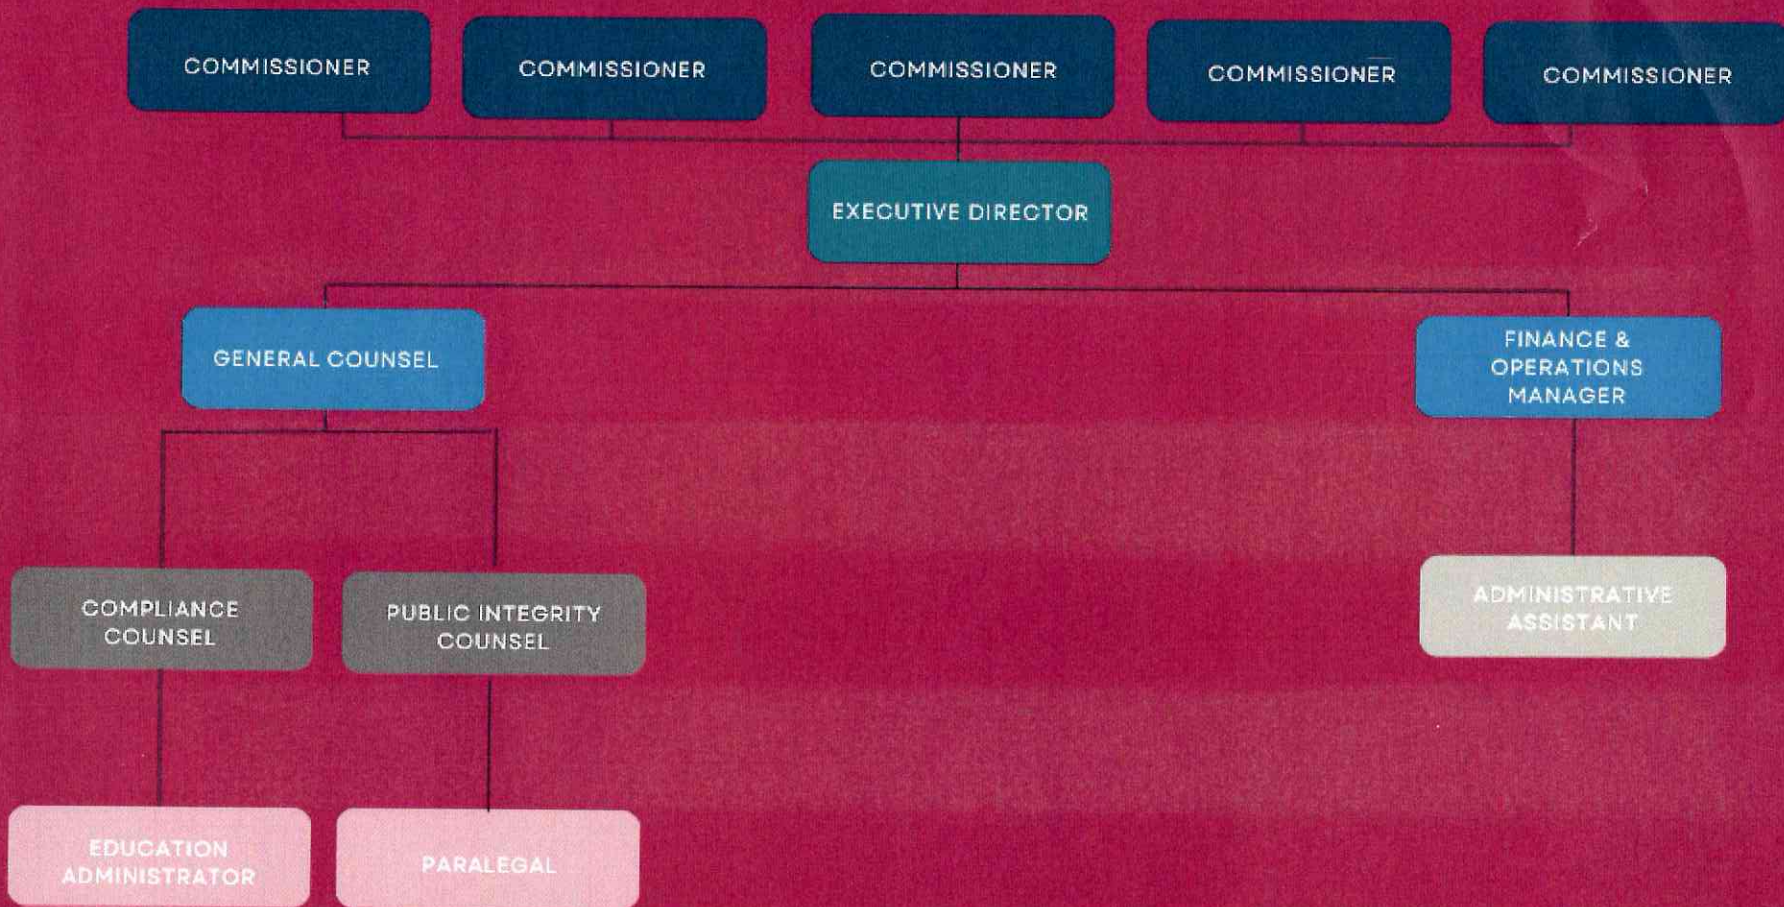 COMMISSIONER
COMMISSIONER
COMMISSIONER
COMMISSIONER
COMMISSIONER
EXECUTIVE DIRECTOR
GENERAL COUNSEL
FINANCE &
OPERATIONS
MANAGER
COMPLIANCE
COUNSEL
PUBLIC INTEGRITY
COUNSEL
ADMINISTRATIVE
ASSISTANT
EDUCATION
ADMINISTRATOR
PARALEGAL